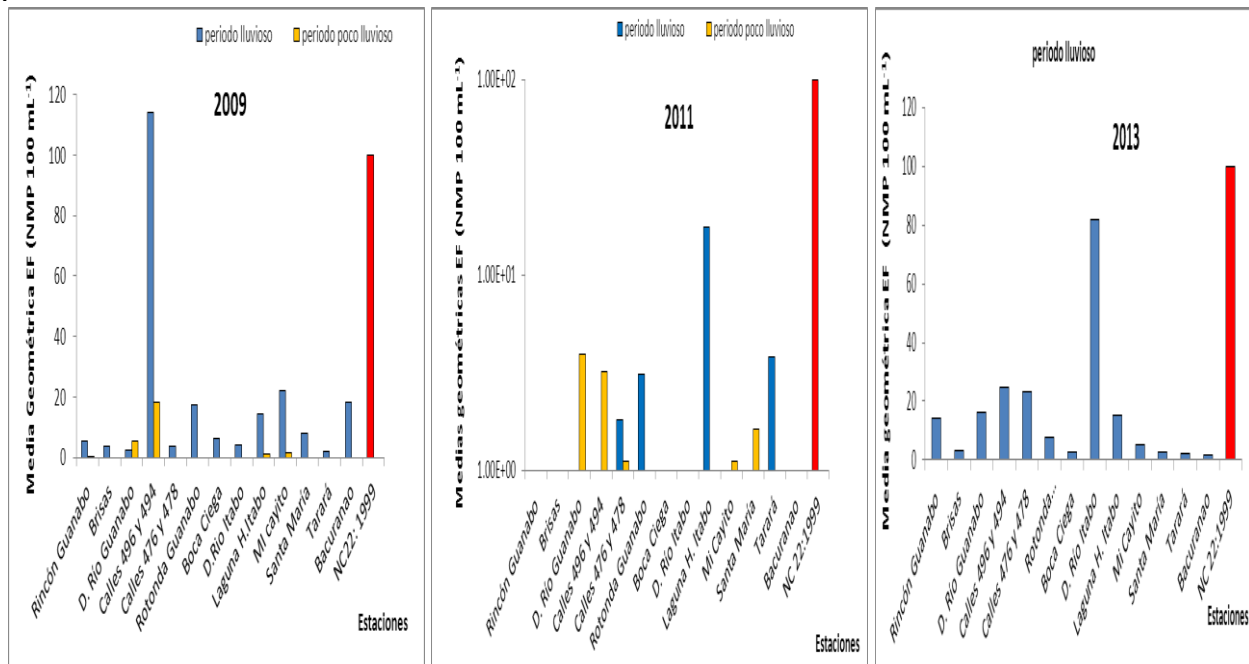 periodo lluvioso periodo poco lluvioso
2009
Media Geométrica EF (NMP 100 mL⁻¹)
120
100
80
60
40
20
0
Rincón Guanabo
Brisas
D. Río Guanabo
Calles 496 y 494
Calles 476 y 478
Rotonda Guanabo
Boca Ciega
D.Río Itabo
Laguna H.Itabo
Mi Cayito
Santa María
Tarará
Bacuranao
NC22:1999
Estaciones
periodo lluvioso periodo poco lluvioso
2011
Medias geométricas EF (NMP 100 mL⁻¹)
1.00E+02
1.00E+01
1.00E+00
Rincón Guanabo
Brisas
D. Río Guanabo
Calles 496 y 494
Calles 476 y 478
Rotonda Guanabo
Boca Ciega
D. Río Itabo
Laguna H. Itabo
Mi Cayito
Santa María
Tarará
Bacuranao
NC 22:1999
Estaciones
periodo lluvioso
2013
Media geométrica EF (NMP 100 mL⁻¹)
120
100
80
60
40
20
0
Rincón Guanabo
Brisas
D. Río Guanabo
Calles 496 y 494
Calles 476 y 478
Rotonda...
Boca Ciega
D. Río Itabo
Laguna H. Itabo
Mi Cayito
Santa María
Tarará
Bacuranao
NC 22:1999
Estaciones